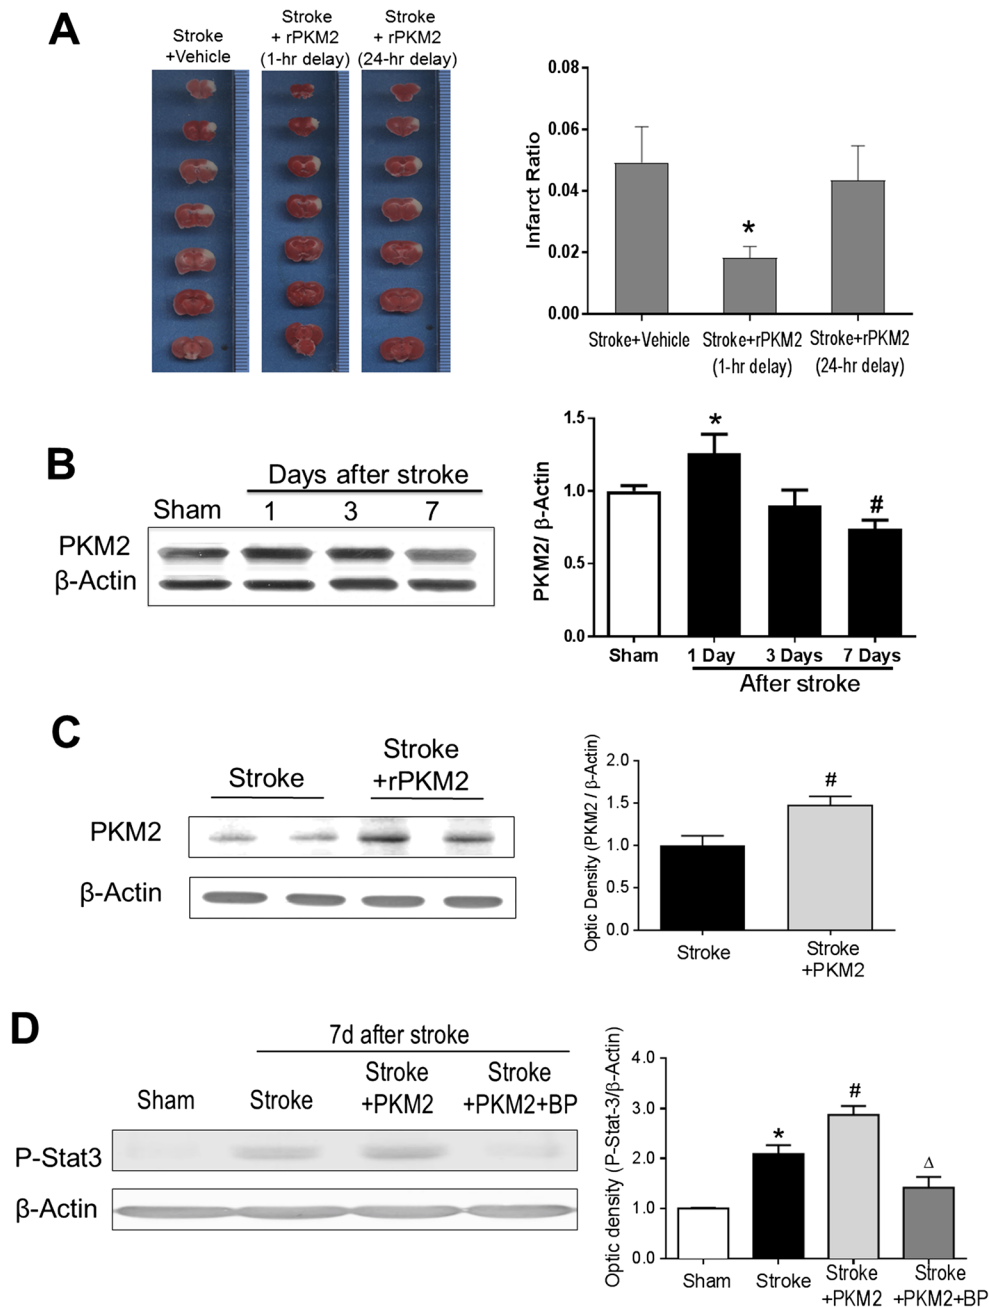 A
Stroke
+Vehicle
Stroke
+ rPKM2
(1-hr delay)
Stroke
+ rPKM2
(24-hr delay)
Infarct Ratio
0.08
0.06
0.04
0.02
0.00
*
Stroke+Vehicle
Stroke+rPKM2
(1-hr delay)
Stroke+rPKM2
(24-hr delay)
B
Days after stroke
Sham
1
3
7
PKM2
β-Actin
PKM2/ β-Actin
1.5
1.0
0.5
0.0
*
#
Sham
1 Day
3 Days
7 Days
After stroke
C
Stroke
Stroke
+rPKM2
PKM2
β-Actin
Optic Density (PKM2 / β-Actin)
2.0
1.5
1.0
0.5
0.0
#
Stroke
Stroke
+PKM2
D
7d after stroke
Sham
Stroke
Stroke
+PKM2
Stroke
+PKM2+BP
P-Stat3
β-Actin
Optic density (P-Stat-3/β-Actin)
4.0
3.0
2.0
1.0
0.0
*
#
Δ
Sham
Stroke
Stroke
+PKM2
Stroke
+PKM2+BP